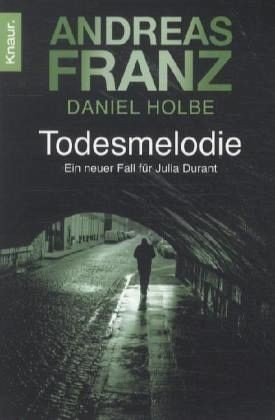 Knaur.
ANDREAS
FRANZ
DANIEL HOLBE
Todesmelodie
Ein neuer Fall für Julia Durant